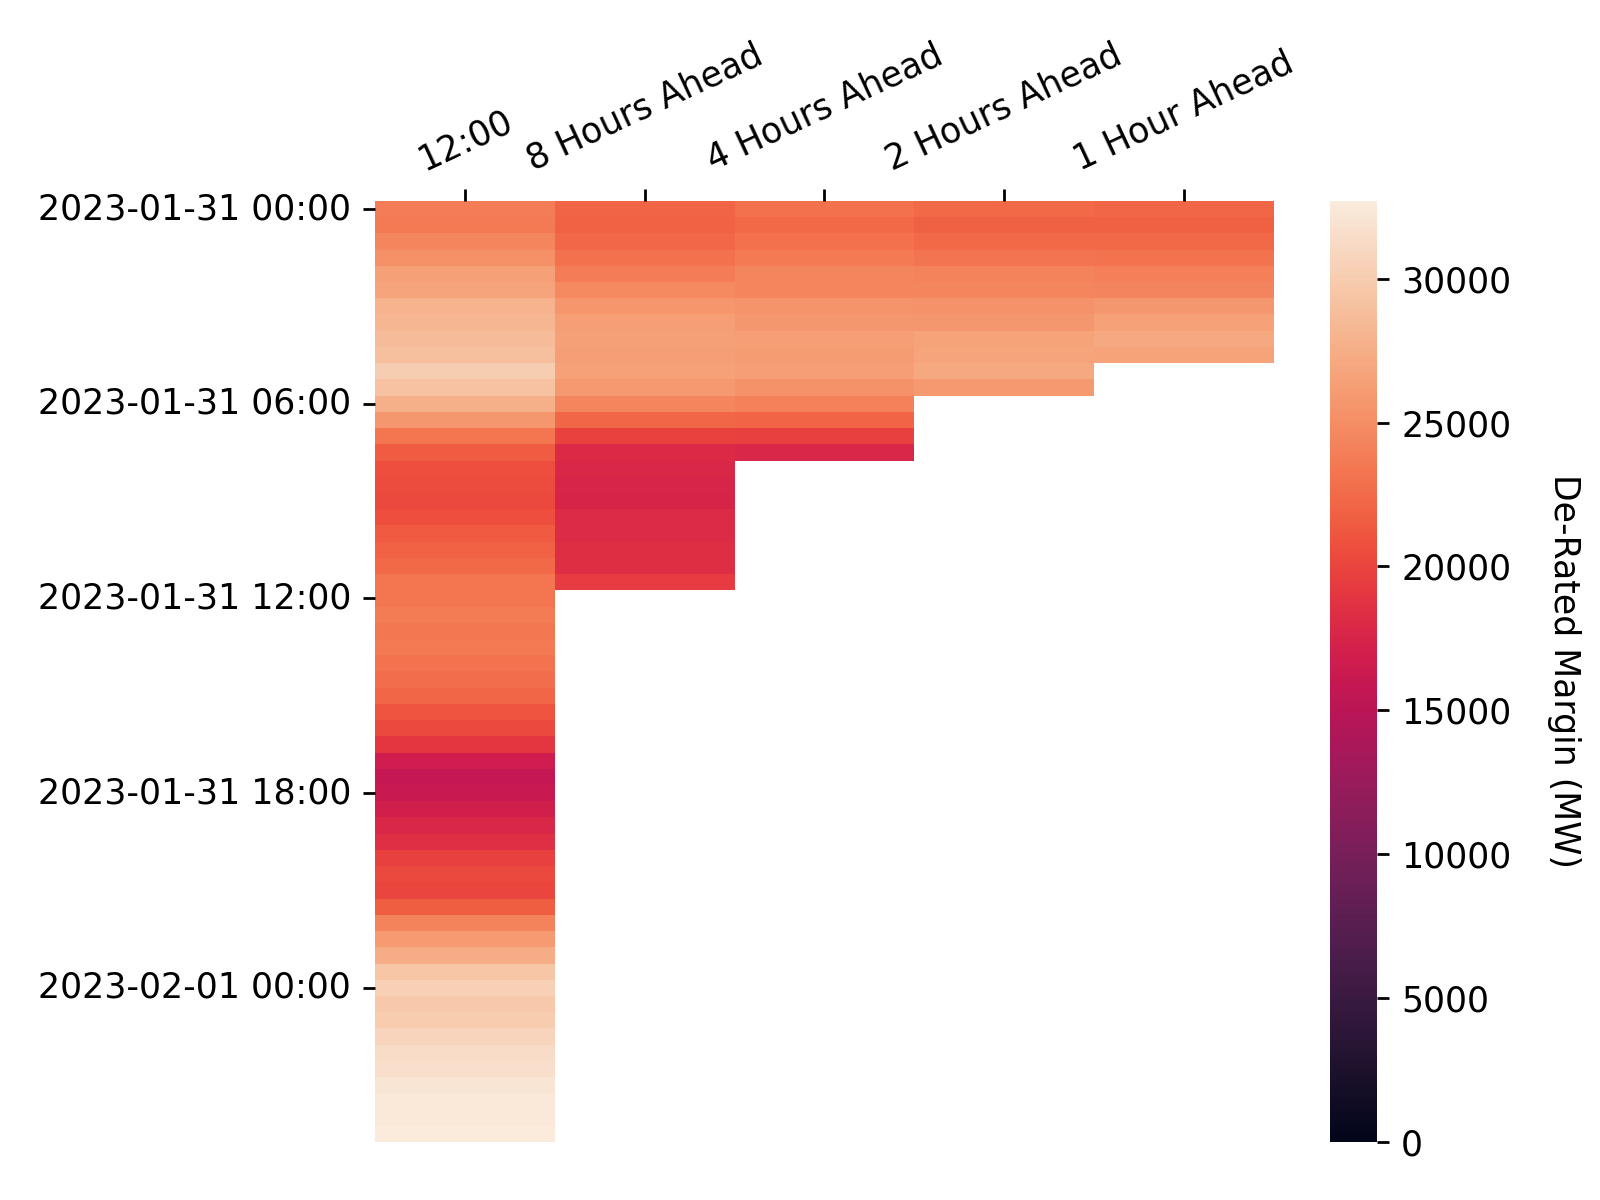 12:00
8 Hours Ahead
4 Hours Ahead
2 Hours Ahead
1 Hour Ahead
2023-01-31 00:00
2023-01-31 06:00
2023-01-31 12:00
2023-01-31 18:00
2023-02-01 00:00
30000
25000
20000
15000
10000
5000
0
De-Rated Margin (MW)